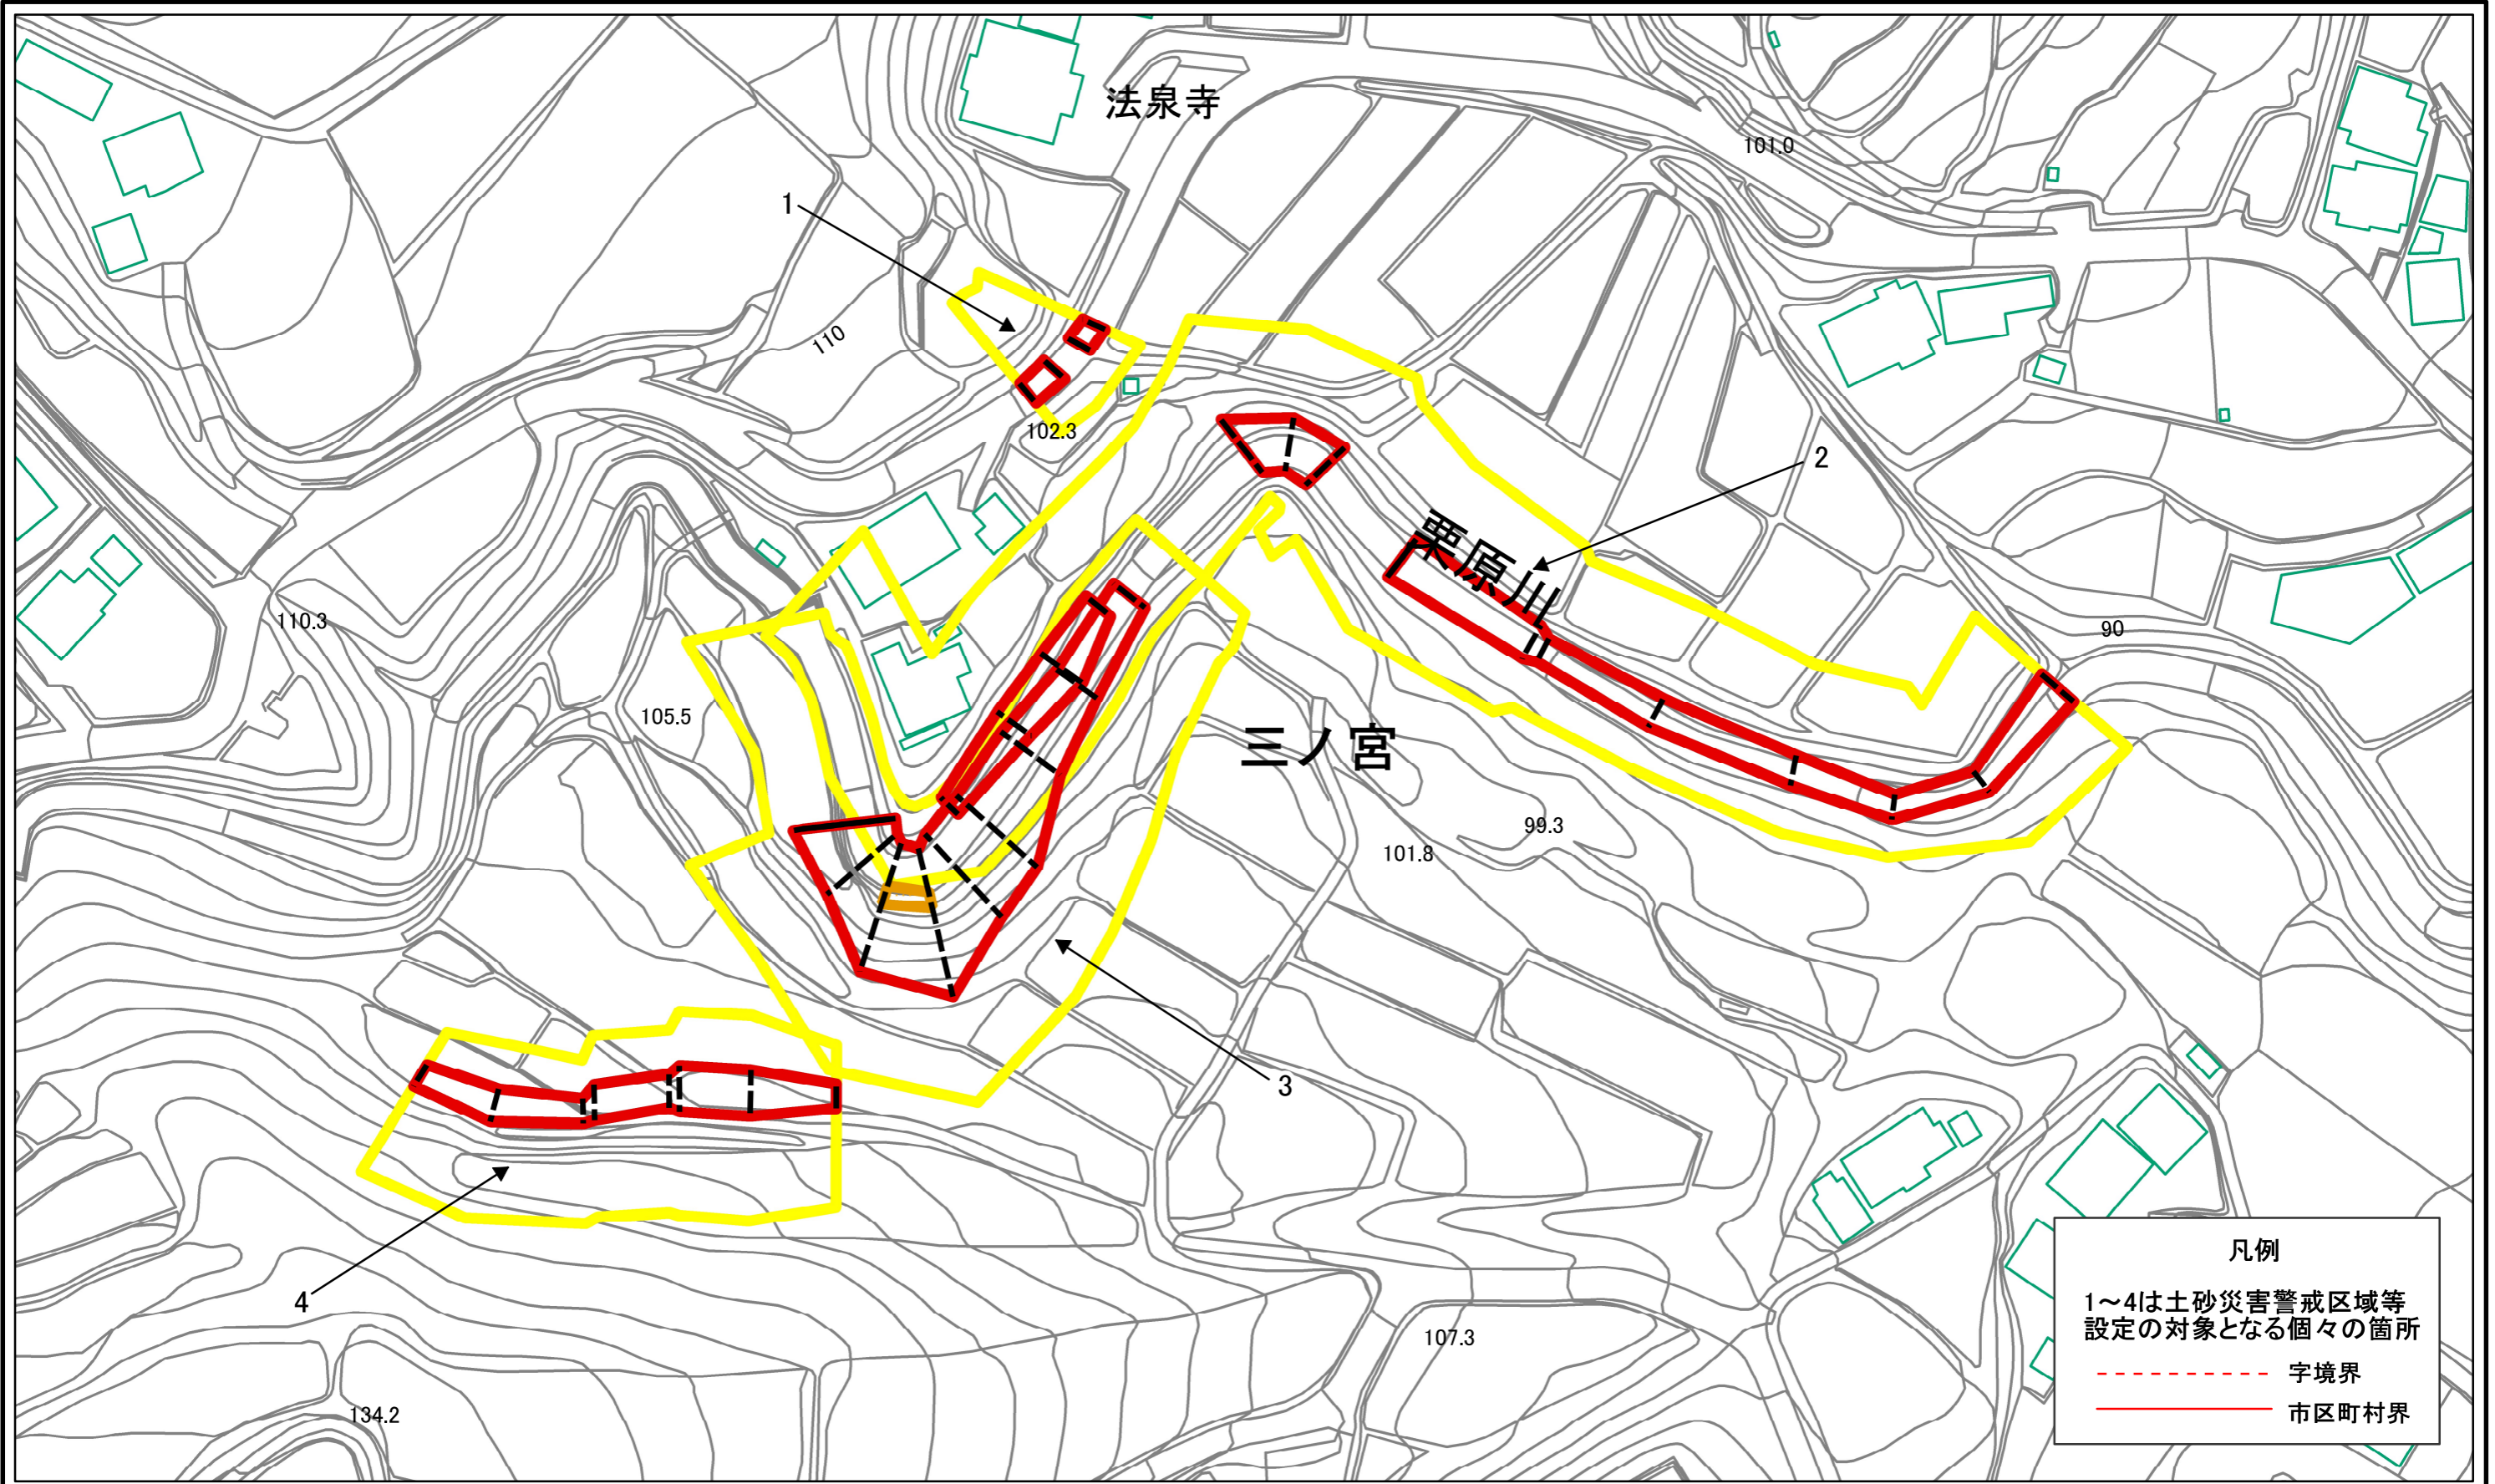 法泉寺
101.0
1
110
102.3
2
栗原川
110.3
90
105.5
三ノ宮
99.3
101.8
3
4
107.3
134.2
凡例
1～4は土砂災害警戒区域等
設定の対象となる個々の箇所
字境界
市区町村界